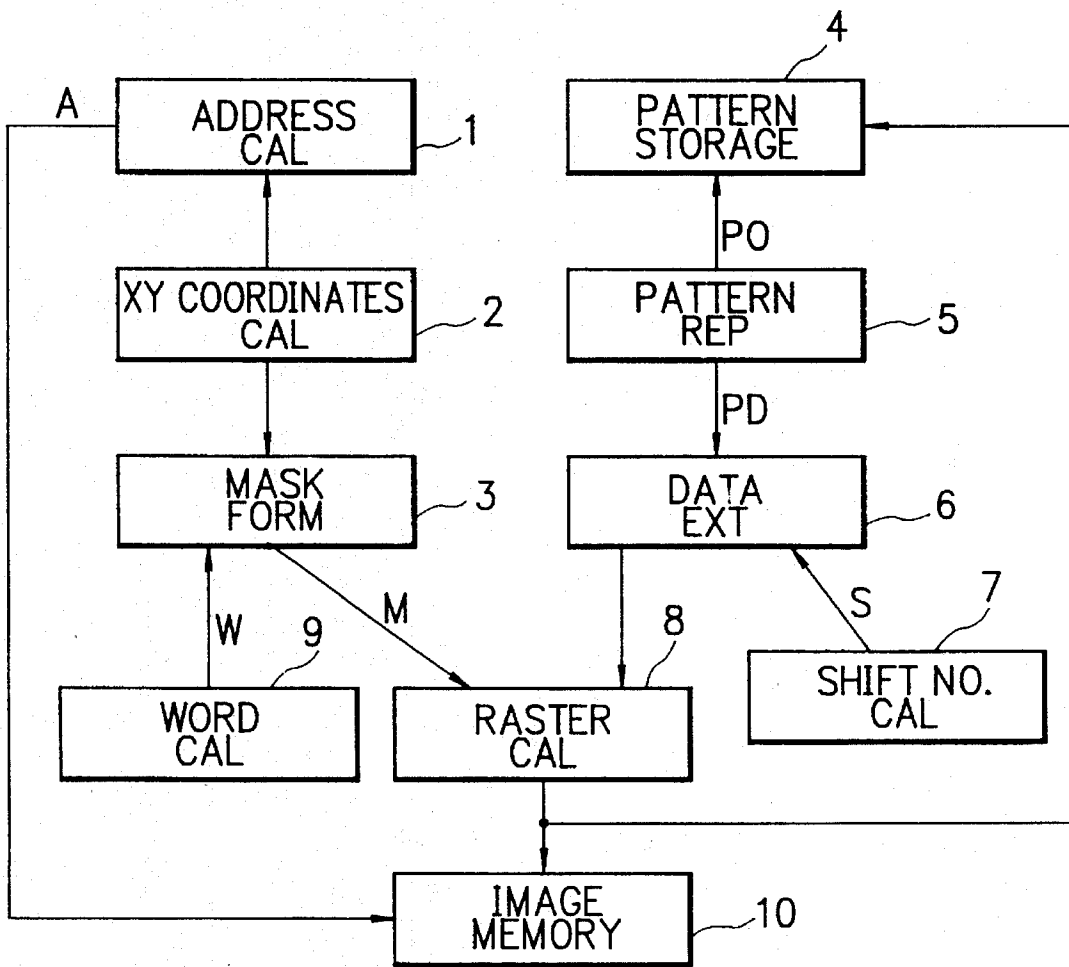 4
A
ADDRESS
CAL
1
PATTERN
STORAGE
PO
XY COORDINATES
CAL
2
PATTERN
REP
5
PD
MASK
FORM
3
DATA
EXT
6
W
M
S
7
9
8
WORD
CAL
RASTER
CAL
SHIFT NO.
CAL
IMAGE
MEMORY
10